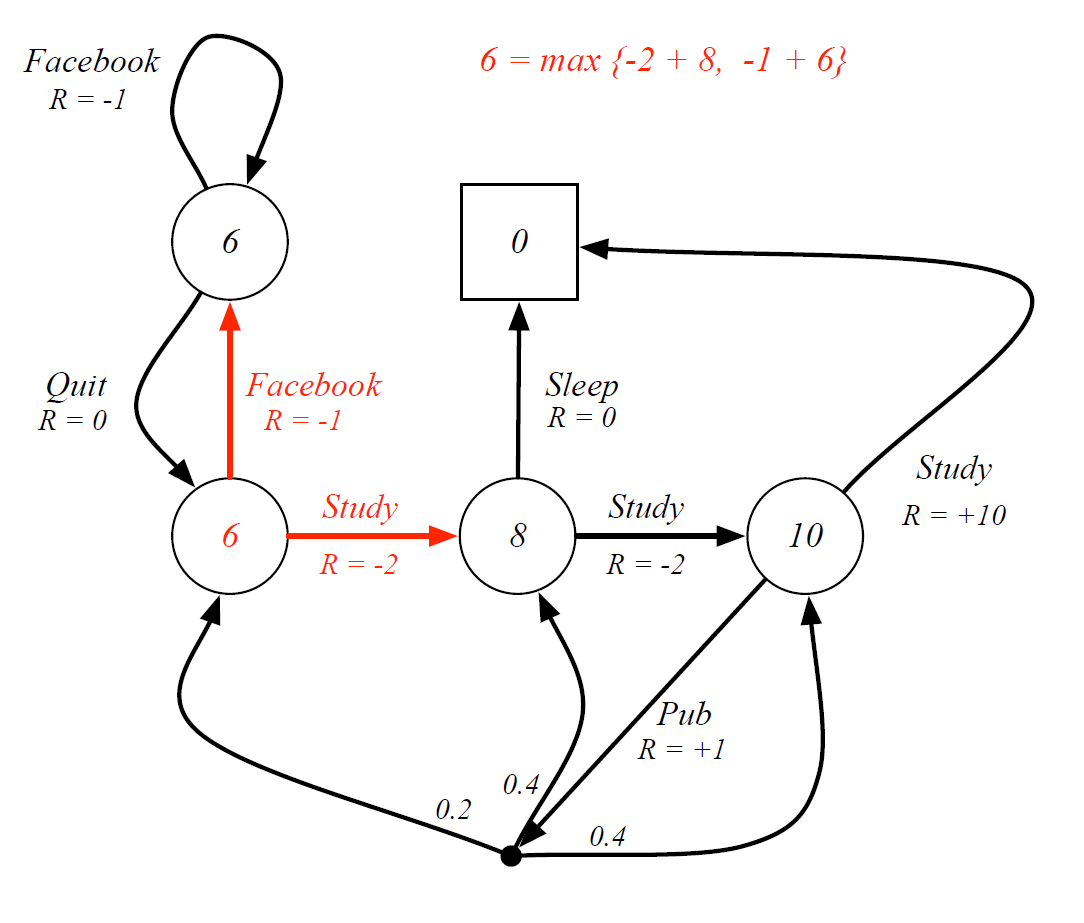 Facebook
R = -1
6 = max {-2 + 8, -1 + 6}
6
0
Quit
R = 0
Facebook
R = -1
Sleep
R = 0
Study
R = +10
6
Study
R = -2
8
Study
R = -2
10
Pub
R = +1
0.4
0.2
0.4